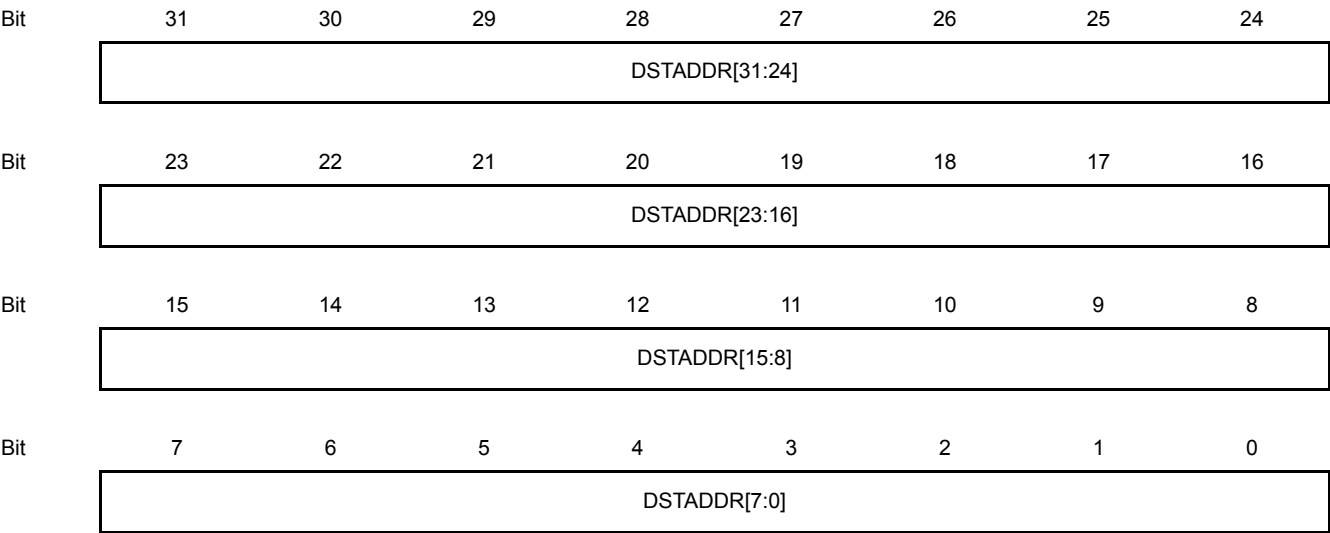 Bit 31 30 29 28 27 26 25 24
DSTADDR[31:24]
Bit 23 22 21 20 19 18 17 16
DSTADDR[23:16]
Bit 15 14 13 12 11 10 9 8
DSTADDR[15:8]
Bit 7 6 5 4 3 2 1 0
DSTADDR[7:0]